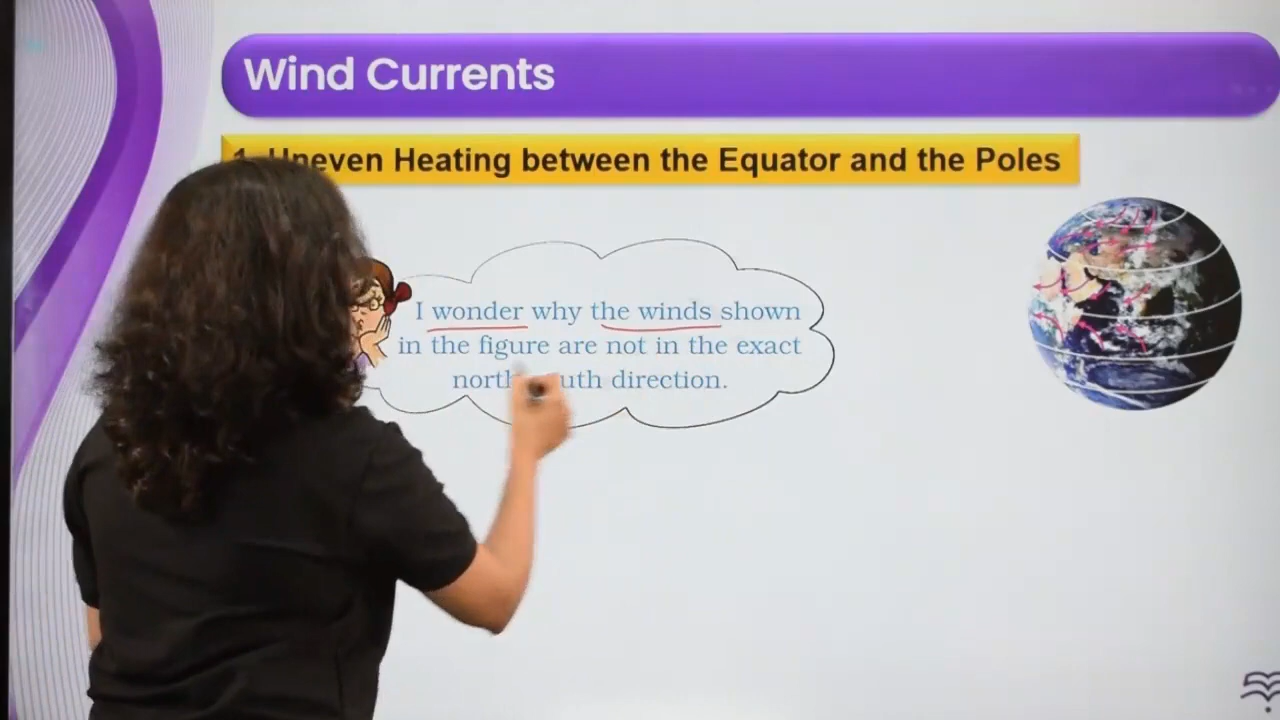 Wind Currents
1. Uneven Heating between the Equator and the Poles
I wonder why the winds shown
in the figure are not in the exact
direction.